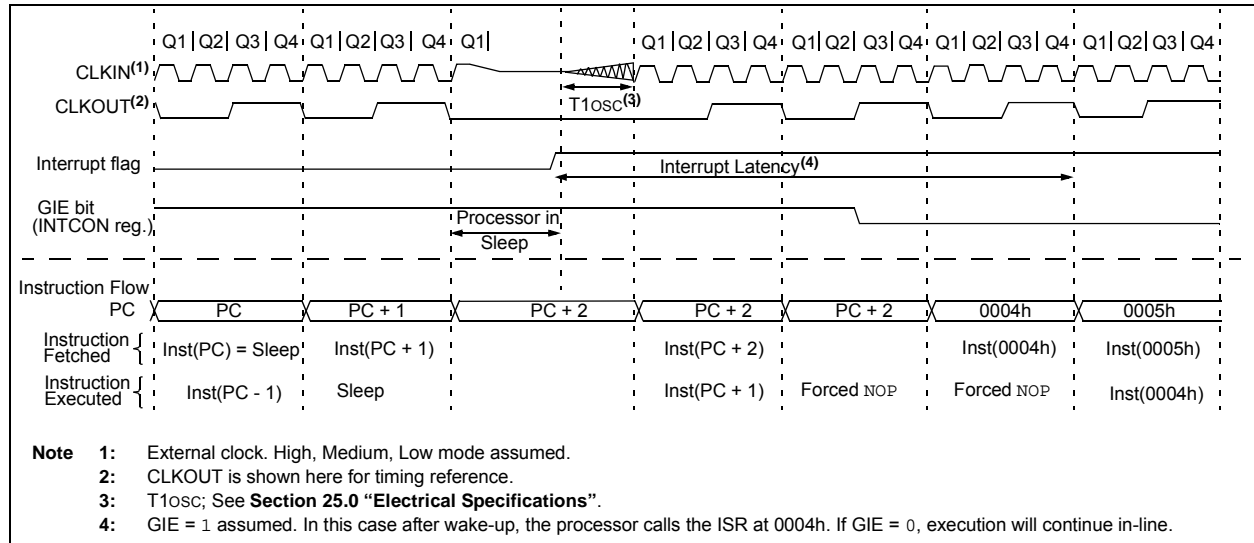 Q1| Q2| Q3| Q4 Q1| Q2| Q3| Q4 Q1| Q1| Q2| Q3| Q4 Q1| Q2| Q3| Q4 Q1| Q2| Q3| Q4 Q1| Q2| Q3| Q4
CLKIN(1)
CLKOUT(2)
T1OSC(3)
Interrupt flag
Interrupt Latency(4)
GIE bit
(INTCON reg.)
Processor in
Sleep
Instruction Flow
PC PC PC + 1 PC + 2 PC + 2 PC + 2 0004h 0005h
Instruction
Fetched { Inst(PC) = Sleep Inst(PC + 1) Inst(PC + 2) Inst(0004h) Inst(0005h)
Instruction
Executed { Inst(PC - 1) Sleep Inst(PC + 1) Forced NOP Forced NOP Inst(0004h)
Note 1: External clock. High, Medium, Low mode assumed.
2: CLKOUT is shown here for timing reference.
3: T1OSC; See Section 25.0 “Electrical Specifications”.
4: GIE = 1 assumed. In this case after wake-up, the processor calls the ISR at 0004h. If GIE = 0, execution will continue in-line.